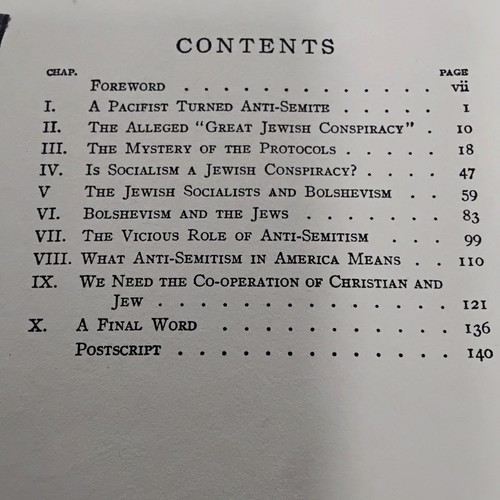 CONTENTS
CHAP. PAGE
FOREWORD . . . . . . . . . . . . . vii
I. A PACIFIST TURNED ANTI-SEMITE . . . . . 1
II. THE ALLEGED "GREAT JEWISH CONSPIRACY" . 10
III. THE MYSTERY OF THE PROTOCOLS . . . . . 18
IV. IS SOCIALISM A JEWISH CONSPIRACY? . . . . 47
V THE JEWISH SOCIALISTS AND BOLSHEVISM . . 59
VI. BOLSHEVISM AND THE JEWS . . . . . . . 83
VII. THE VICIOUS ROLE OF ANTI-SEMITISM . . . 99
VIII. WHAT ANTI-SEMITISM IN AMERICA MEANS . . 110
IX. WE NEED THE CO-OPERATION OF CHRISTIAN AND
JEW . . . . . . . . . . . . . . 121
X. A FINAL WORD . . . . . . . . . . . 136
POSTSCRIPT . . . . . . . . . . . . . 140